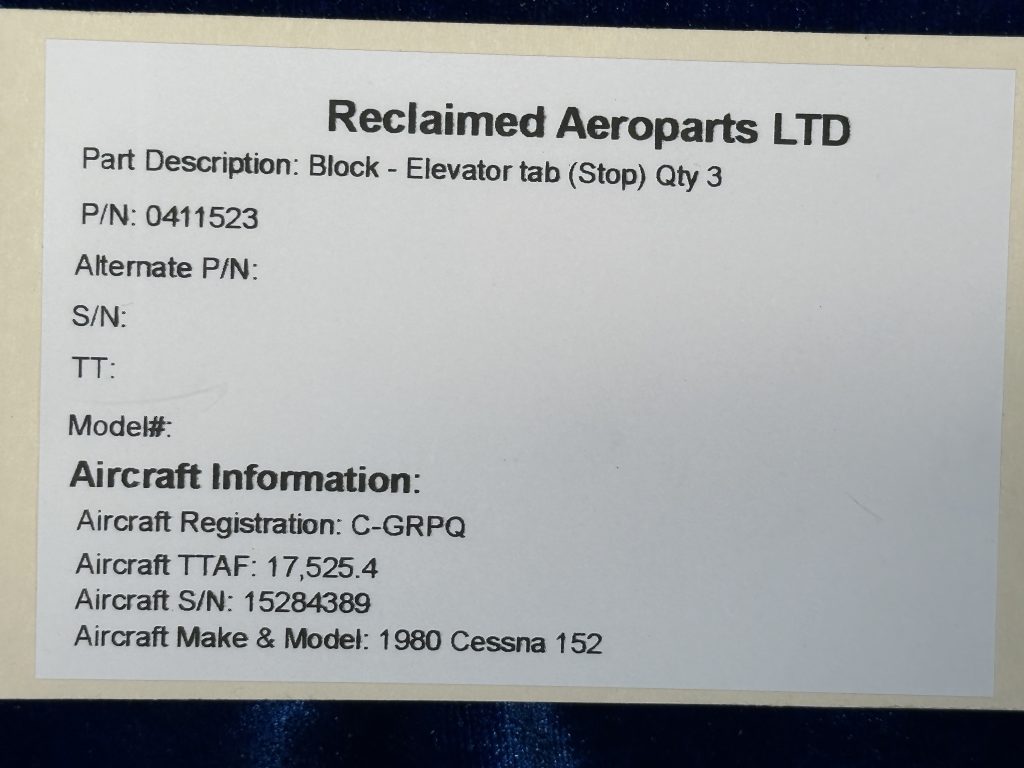 Reclaimed Aeroparts LTD
Part Description: Block - Elevator tab (Stop) Qty 3
P/N: 0411523
Alternate P/N:
S/N:
TT:
Model#:
Aircraft Information:
Aircraft Registration: C-GRPQ
Aircraft TTAF: 17,525.4
Aircraft S/N: 15284389
Aircraft Make & Model: 1980 Cessna 152